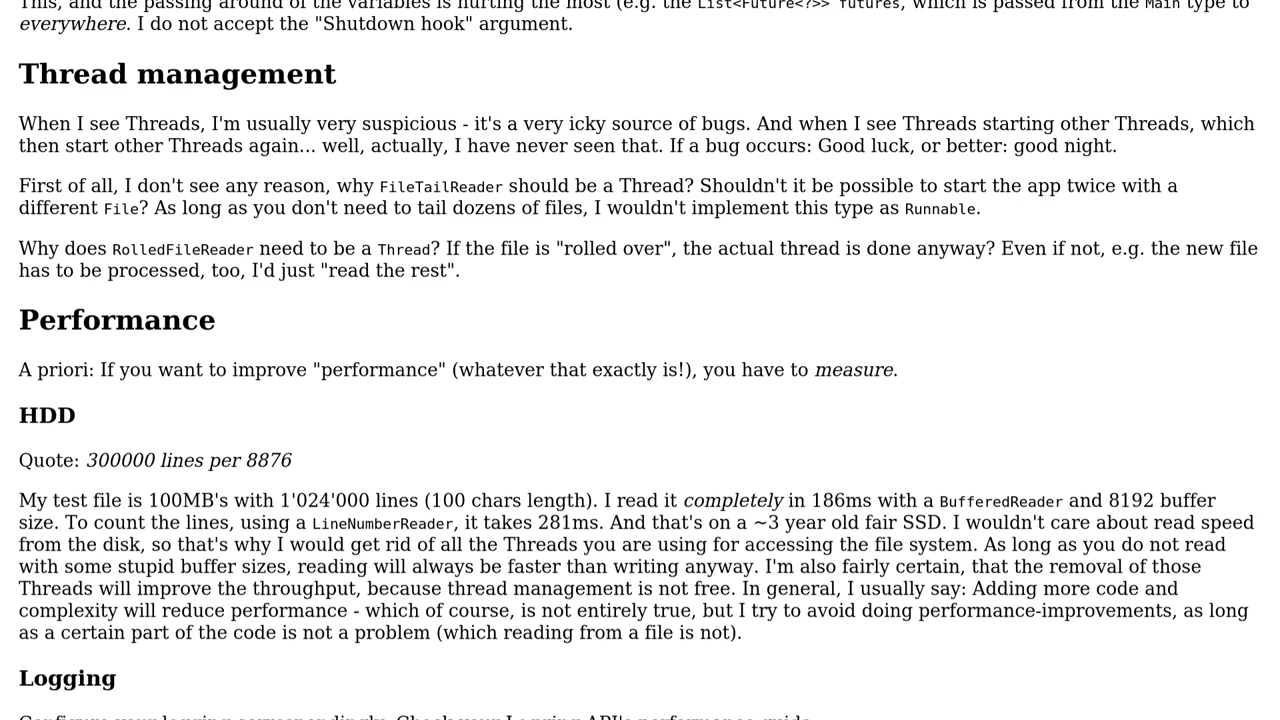 This, and the passing around of the variables is hurting the most (e.g. the List<Future<?>> futures, which is passed from the Main type to
everywhere. I do not accept the "Shutdown hook" argument.
Thread management
When I see Threads, I'm usually very suspicious - it's a very icky source of bugs. And when I see Threads starting other Threads, which
then start other Threads again... well, actually, I have never seen that. If a bug occurs: Good luck, or better: good night.
First of all, I don't see any reason, why FileTailReader should be a Thread? Shouldn't it be possible to start the app twice with a
different File? As long as you don't need to tail dozens of files, I wouldn't implement this type as Runnable.
Why does RolledFileReader need to be a Thread? If the file is "rolled over", the actual thread is done anyway? Even if not, e.g. the new file
has to be processed, too, I'd just "read the rest".
Performance
A priori: If you want to improve "performance" (whatever that exactly is!), you have to measure.
HDD
Quote: 300000 lines per 8876
My test file is 100MB's with 1'024'000 lines (100 chars length). I read it completely in 186ms with a BufferedReader and 8192 buffer
size. To count the lines, using a LineNumberReader, it takes 281ms. And that's on a ~3 year old fair SSD. I wouldn't care about read speed
from the disk, so that's why I would get rid of all the Threads you are using for accessing the file system. As long as you do not read
with some stupid buffer sizes, reading will always be faster than writing anyway. I'm also fairly certain, that the removal of those
Threads will improve the throughput, because thread management is not free. In general, I usually say: Adding more code and
complexity will reduce performance - which of course, is not entirely true, but I try to avoid doing performance-improvements, as long
as a certain part of the code is not a problem (which reading from a file is not).
Logging
Configure your logging correspondingly. Check your Logging API's performance guide.